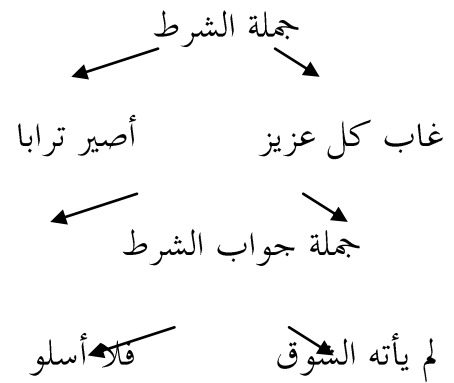 جملة الشرط
غاب كل عزيز أصير ترابا
جملة جواب الشرط
لم يأته الشوق فلا أسلو